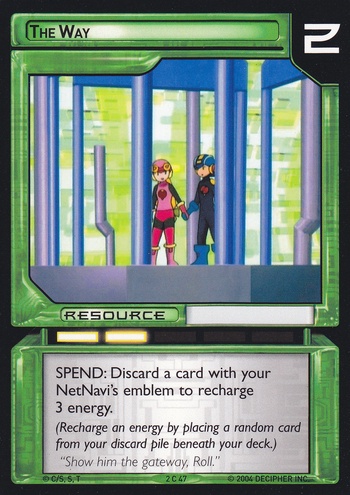 THE WAY
2
RESOURCE
SPEND: Discard a card with your
NetNavi's emblem to recharge
3 energy.
(Recharge an energy by placing a random card
from your discard pile beneath your deck.)
"Show him the gateway, Roll."
© C/S, S, T 2 C 47 © 2004 DECIPHER INC.